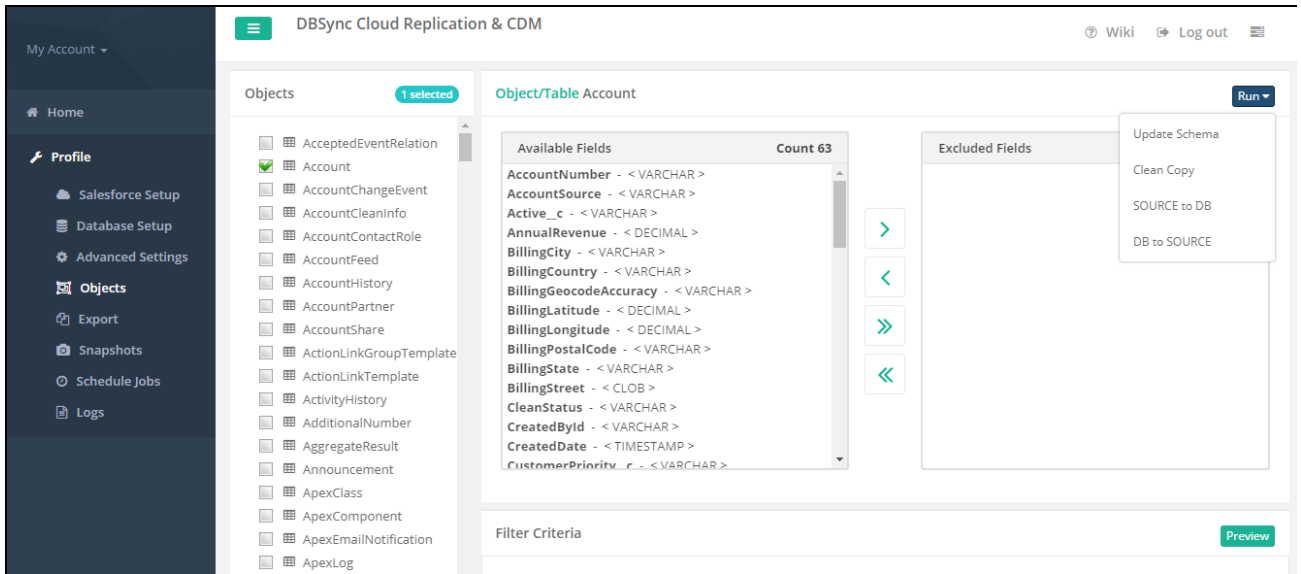 DBSync Cloud Replication & CDM
Wiki
Log out
My Account
Home
Profile
Salesforce Setup
Database Setup
Advanced Settings
Objects
Export
Snapshots
Schedule Jobs
Logs
Objects
1 selected
AcceptedEventRelation
Account
AccountChangeEvent
AccountCleanInfo
AccountContactRole
AccountFeed
AccountHistory
AccountPartner
AccountShare
ActionLinkGroupTemplate
ActionLinkTemplate
ActivityHistory
AdditionalNumber
AggregateResult
Announcement
ApexClass
ApexComponent
ApexEmailNotification
ApexLog
Object/Table Account
Run
Update Schema
Clean Copy
SOURCE to DB
DB to SOURCE
Available Fields Count 63
AccountNumber - < VARCHAR >
AccountSource - < VARCHAR >
Active__c - < VARCHAR >
AnnualRevenue - < DECIMAL >
BillingCity - < VARCHAR >
BillingCountry - < VARCHAR >
BillingGeocodeAccuracy - < VARCHAR >
BillingLatitude - < DECIMAL >
BillingLongitude - < DECIMAL >
BillingPostalCode - < VARCHAR >
BillingState - < VARCHAR >
BillingStreet - < CLOB >
CleanStatus - < VARCHAR >
CreatedById - < VARCHAR >
CreatedDate - < TIMESTAMP >
CustomerPriority__c - < VARCHAR >
Excluded Fields
Filter Criteria
Preview